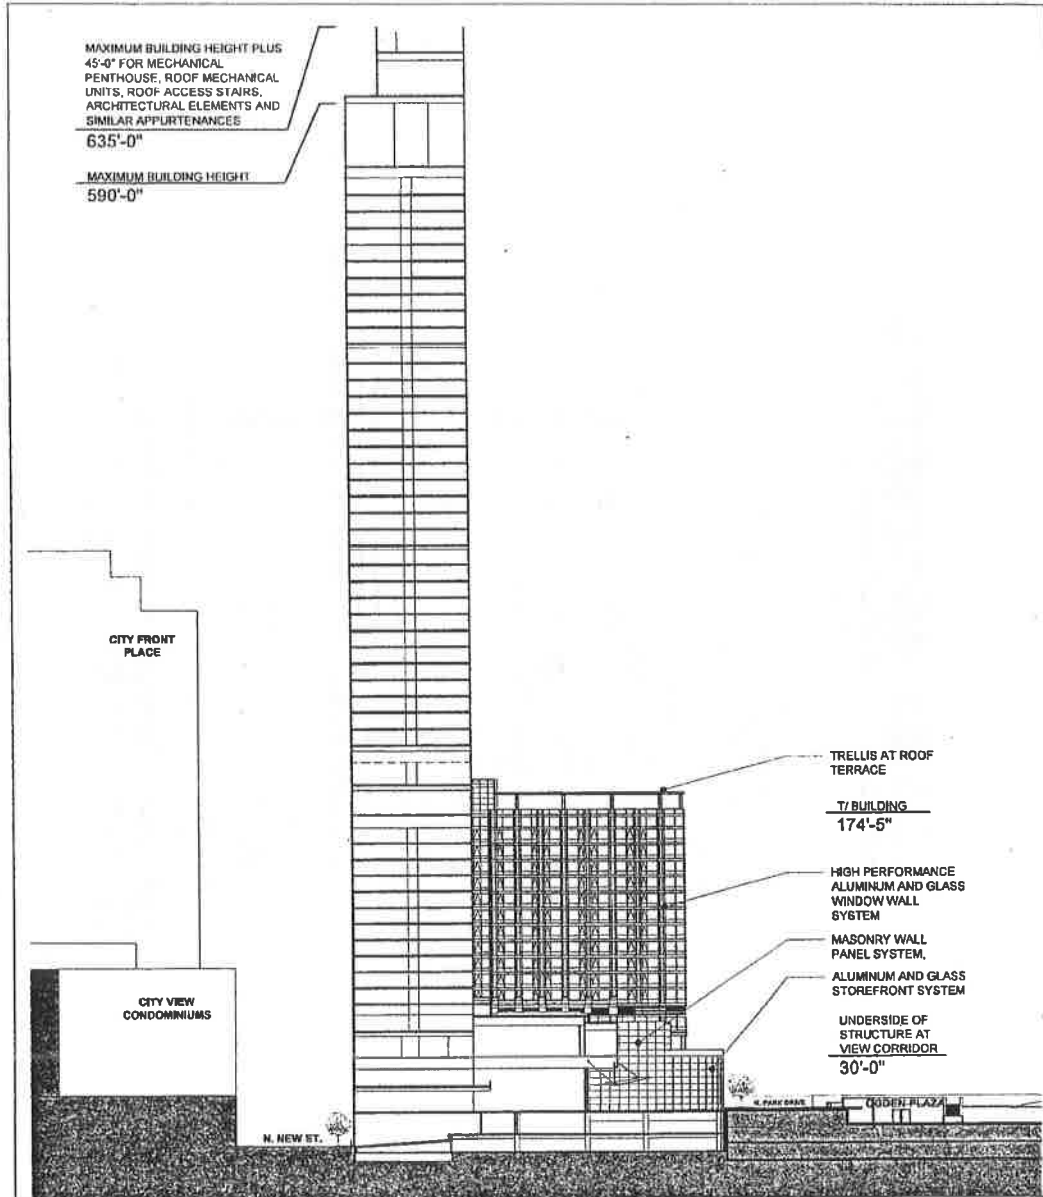 MAXIMUM BUILDING HEIGHT PLUS
45'-0" FOR MECHANICAL
PENTHOUSE, ROOF MECHANICAL
UNITS, ROOF ACCESS STAIRS,
ARCHITECTURAL ELEMENTS AND
SIMILAR APPURTENANCES
635'-0"
MAXIMUM BUILDING HEIGHT
590'-0"
CITY FRONT
PLACE
CITY VIEW
CONDOMINIUMS
N. NEW ST.
TRELLIS AT ROOF
TERRACE
T/ BUILDING
174'-5"
HIGH PERFORMANCE
ALUMINUM AND GLASS
WINDOW WALL
SYSTEM
MASONRY WALL
PANEL SYSTEM,
ALUMINUM AND GLASS
STOREFRONT SYSTEM
UNDERSIDE OF
STRUCTURE AT
VIEW CORRIDOR
30'-0"
N. PARK DRIVE
OGDEN PLAZA